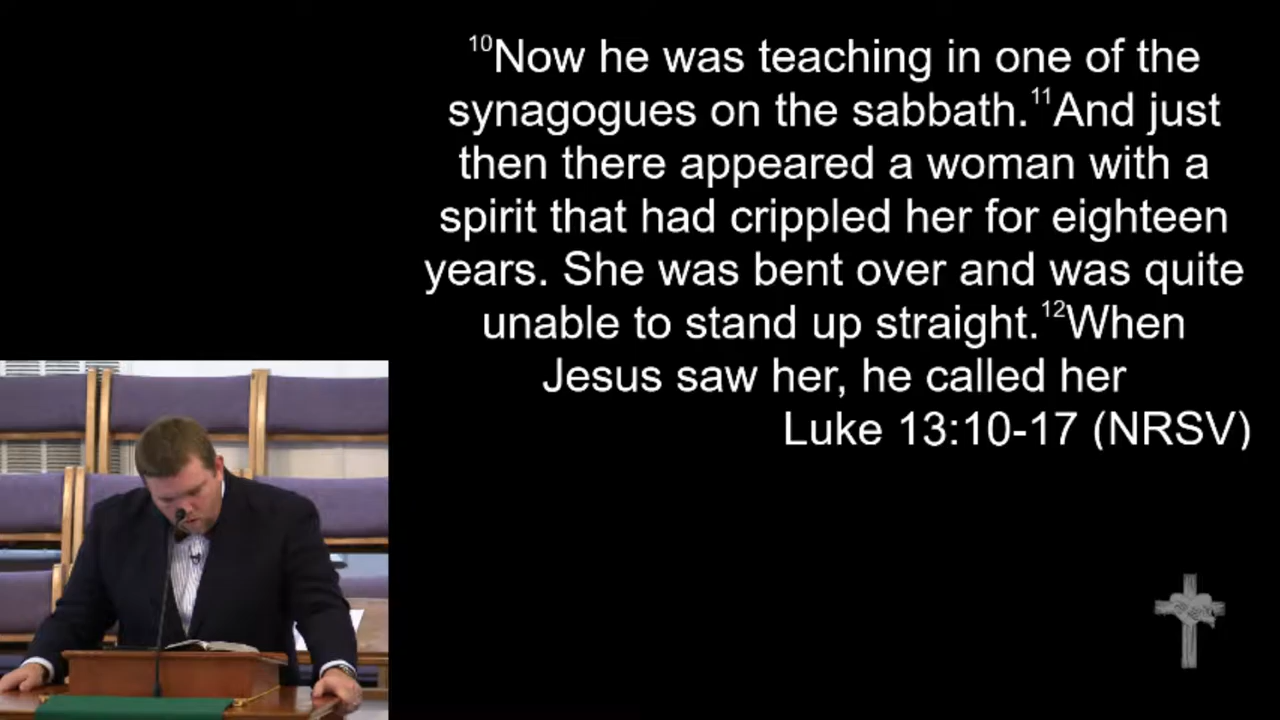 ¹⁰Now he was teaching in one of the
synagogues on the sabbath.¹¹And just
then there appeared a woman with a
spirit that had crippled her for eighteen
years. She was bent over and was quite
unable to stand up straight.¹²When
Jesus saw her, he called her
Luke 13:10-17 (NRSV)